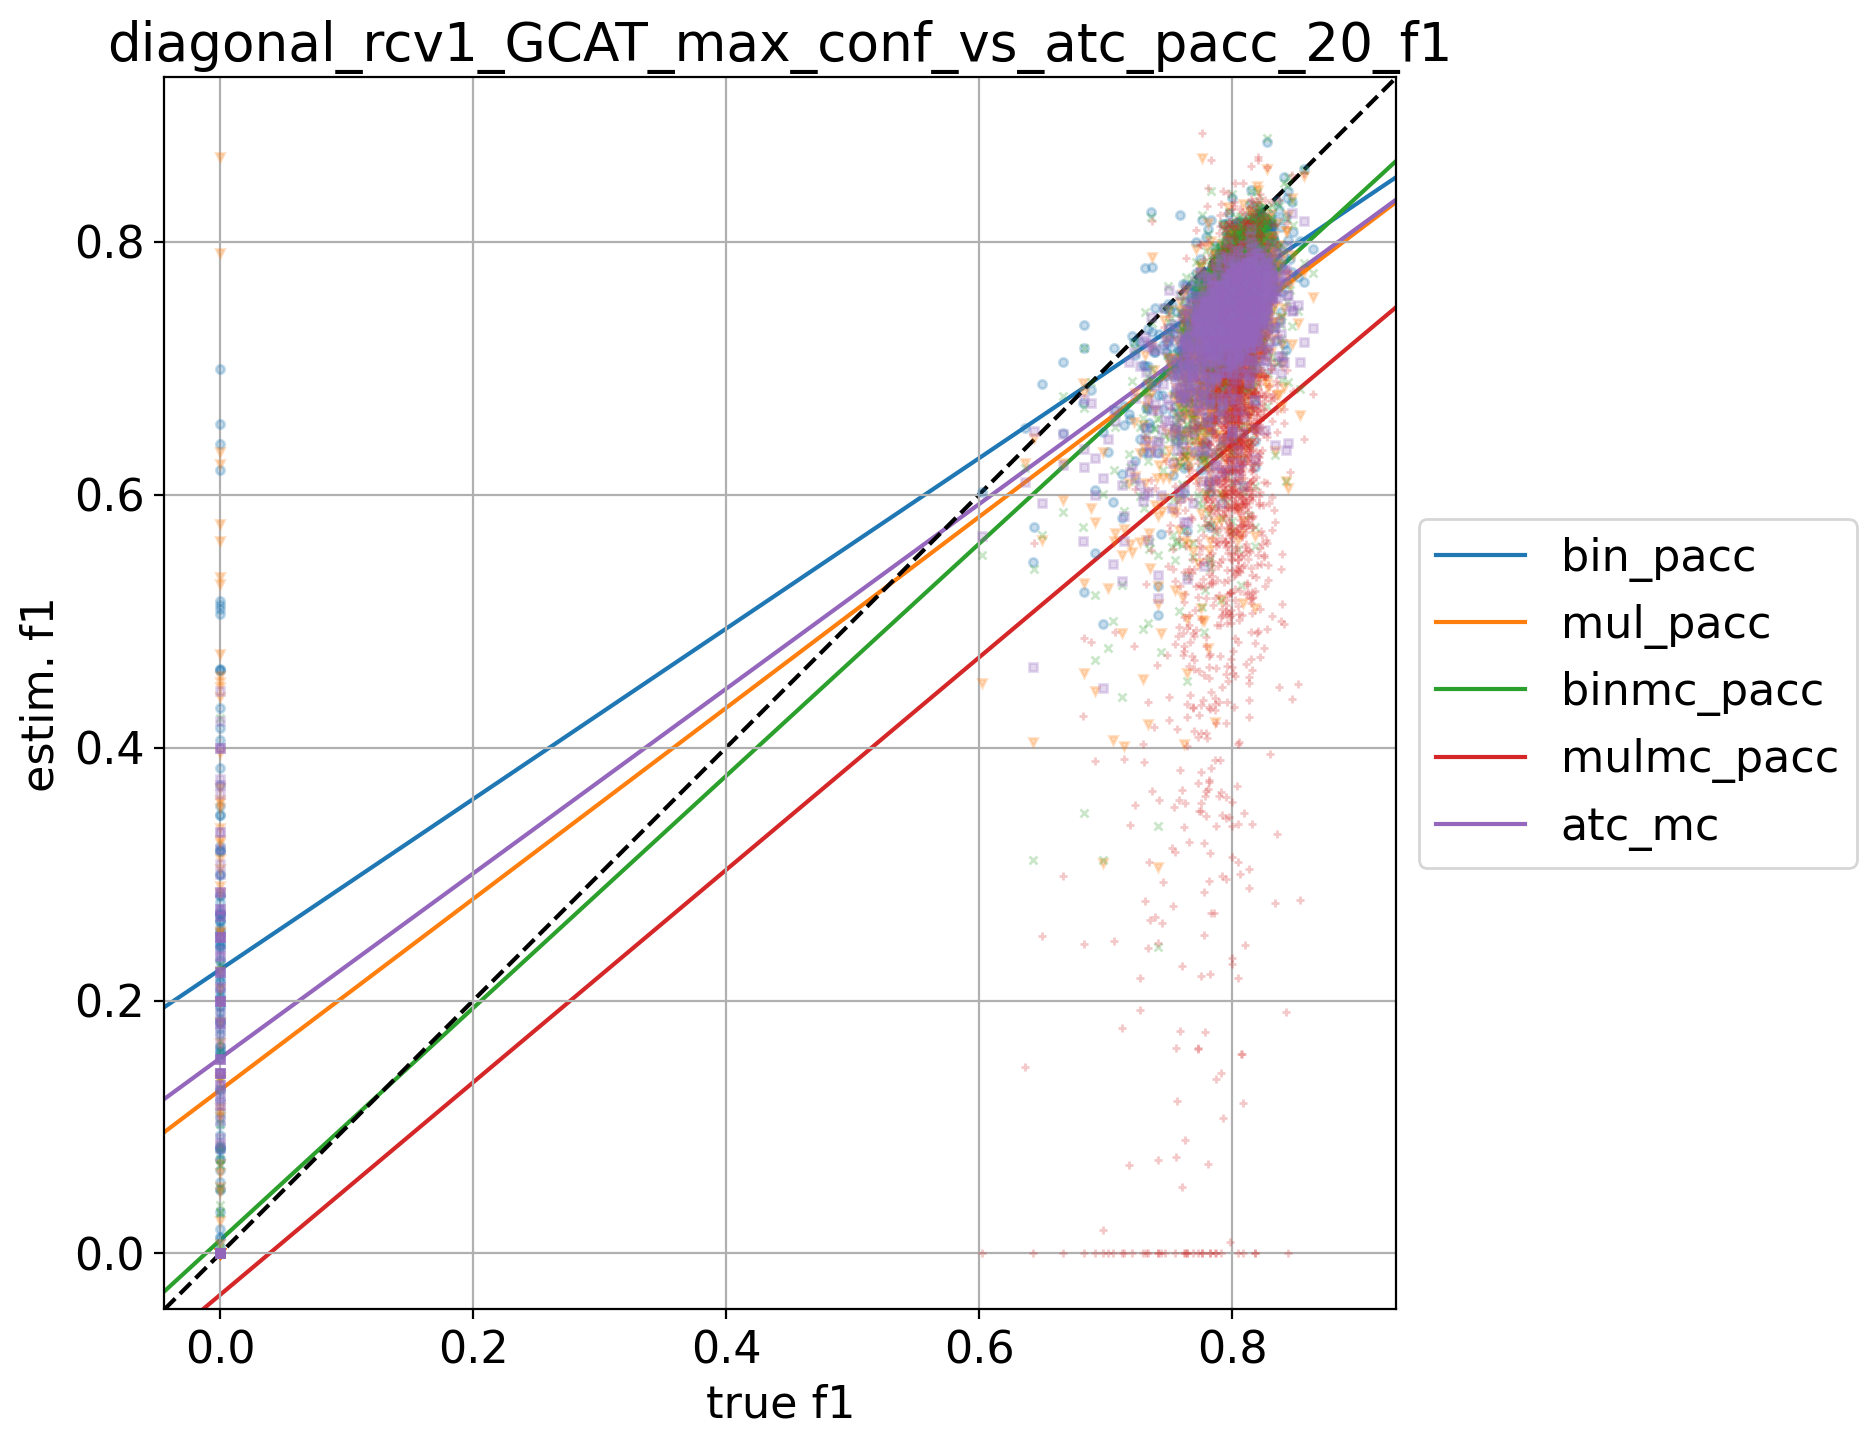 diagonal_rcv1_GCAT_max_conf_vs_atc_pacc_20_f1
estim. f1
0.8
0.6
0.4
0.2
0.0
0.0 0.2 0.4 0.6 0.8
true f1
bin_pacc
mul_pacc
binmc_pacc
mulmc_pacc
atc_mc